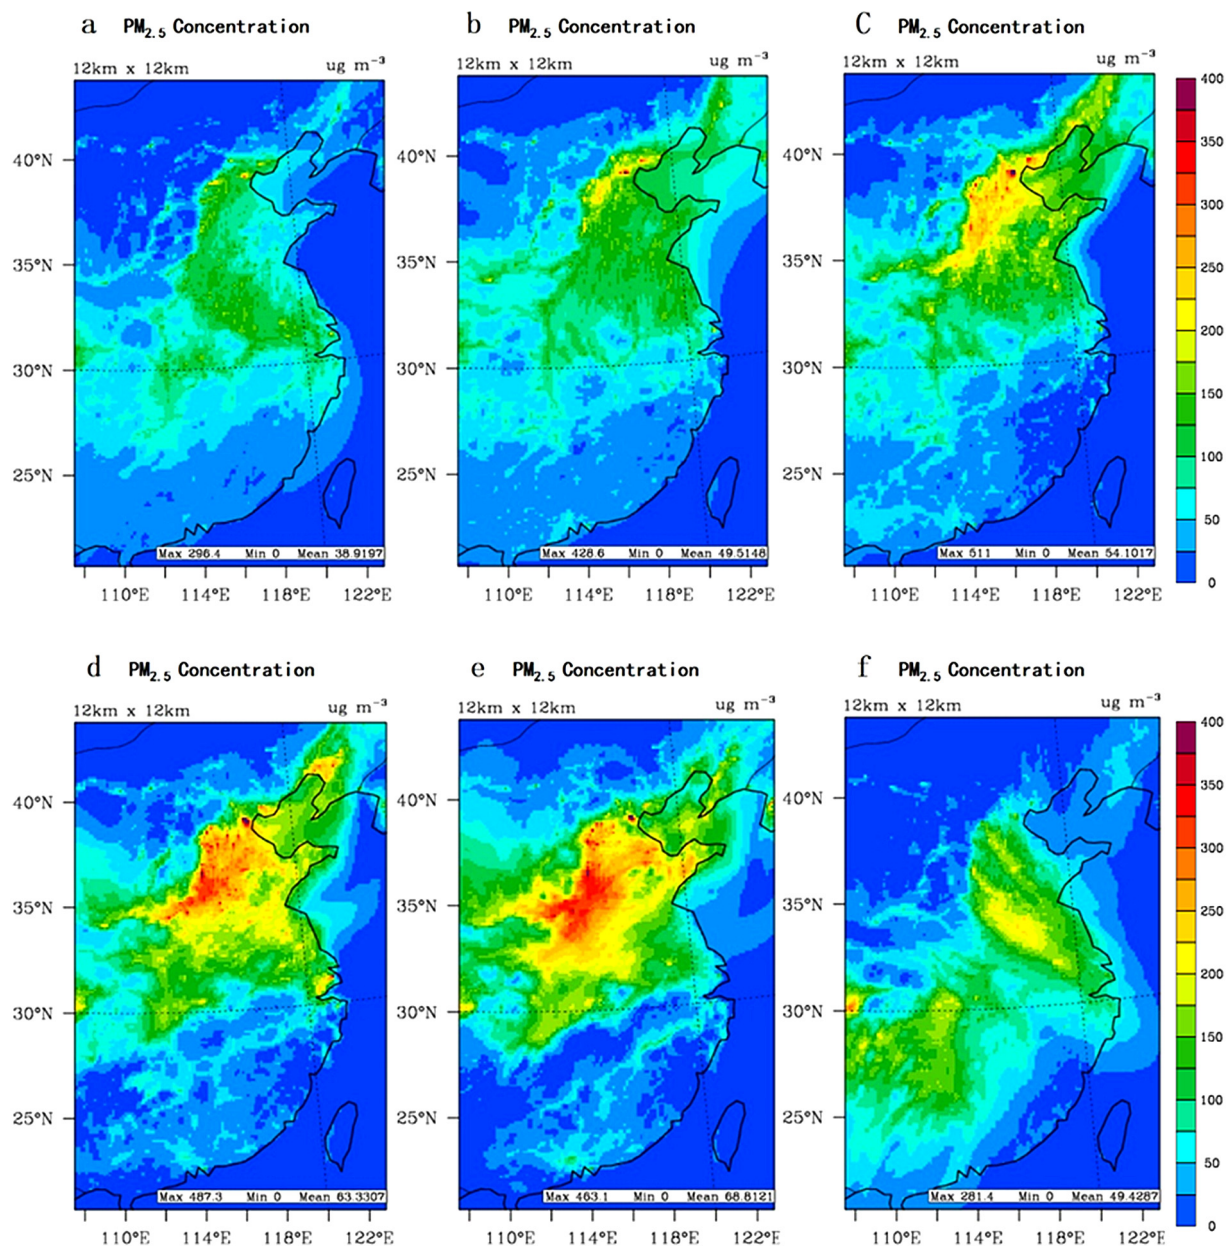 a PM2.5 Concentration
12km x 12km ug m-3
40°N
35°N
30°N
25°N
Max 296.4 Min 0 Mean 38.9197
110°E 114°E 118°E 122°E
b PM2.5 Concentration
12km x 12km ug m-3
40°N
35°N
30°N
25°N
Max 428.6 Min 0 Mean 49.5148
110°E 114°E 118°E 122°E
C PM2.5 Concentration
12km x 12km ug m-3
40°N
35°N
30°N
25°N
Max 511 Min 0 Mean 54.1017
110°E 114°E 118°E 122°E
400
350
300
250
200
150
100
50
0
d PM2.5 Concentration
12km x 12km ug m-3
40°N
35°N
30°N
25°N
Max 487.3 Min 0 Mean 63.3307
110°E 114°E 118°E 122°E
e PM2.5 Concentration
12km x 12km ug m-3
40°N
35°N
30°N
25°N
Max 463.1 Min 0 Mean 68.8121
110°E 114°E 118°E 122°E
f PM2.5 Concentration
12km x 12km ug m-3
40°N
35°N
30°N
25°N
Max 281.4 Min 0 Mean 49.4287
110°E 114°E 118°E 122°E
400
350
300
250
200
150
100
50
0